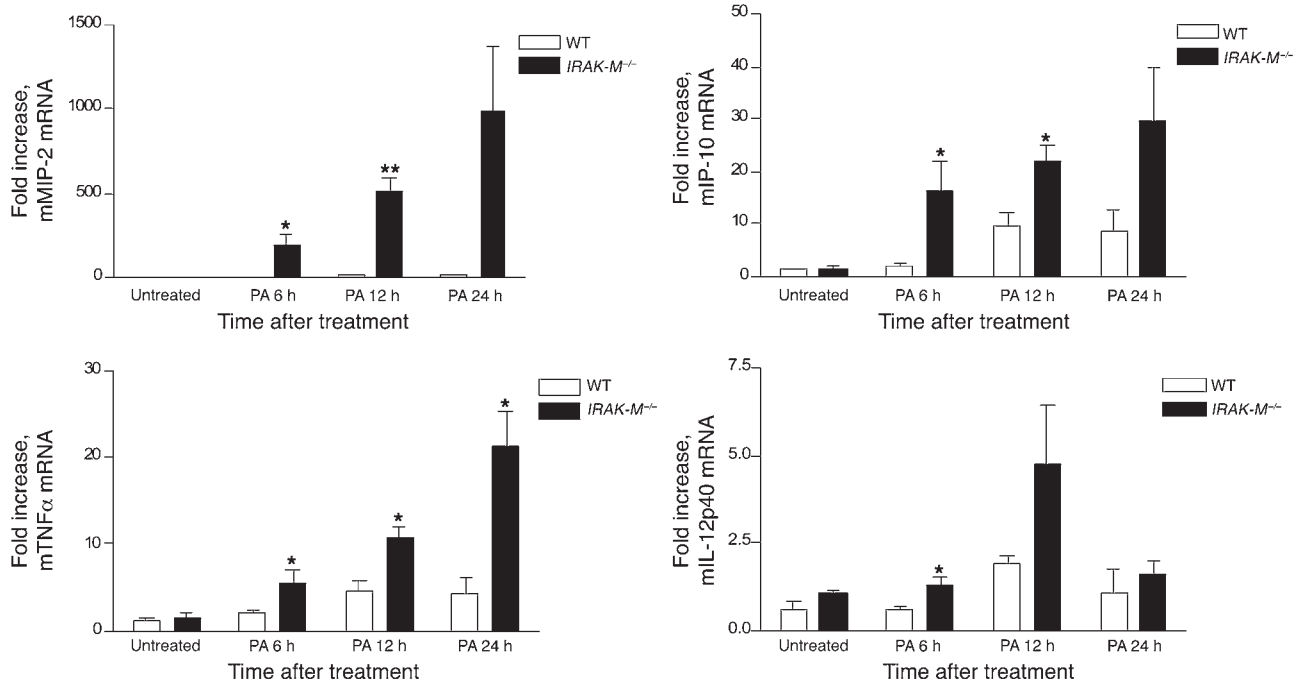 Fold increase,
mMIP-2 mRNA
1500
1000
500
0
WT
IRAK-M⁻/⁻
*
**
Untreated
PA 6 h
PA 12 h
PA 24 h
Time after treatment
Fold increase,
mIP-10 mRNA
50
40
30
20
10
0
WT
IRAK-M⁻/⁻
*
*
Untreated
PA 6 h
PA 12 h
PA 24 h
Time after treatment
Fold increase,
mTNFα mRNA
30
20
10
0
WT
IRAK-M⁻/⁻
*
*
*
Untreated
PA 6 h
PA 12 h
PA 24 h
Time after treatment
Fold increase,
mIL-12p40 mRNA
7.5
5.0
2.5
0.0
WT
IRAK-M⁻/⁻
*
Untreated
PA 6 h
PA 12 h
PA 24 h
Time after treatment